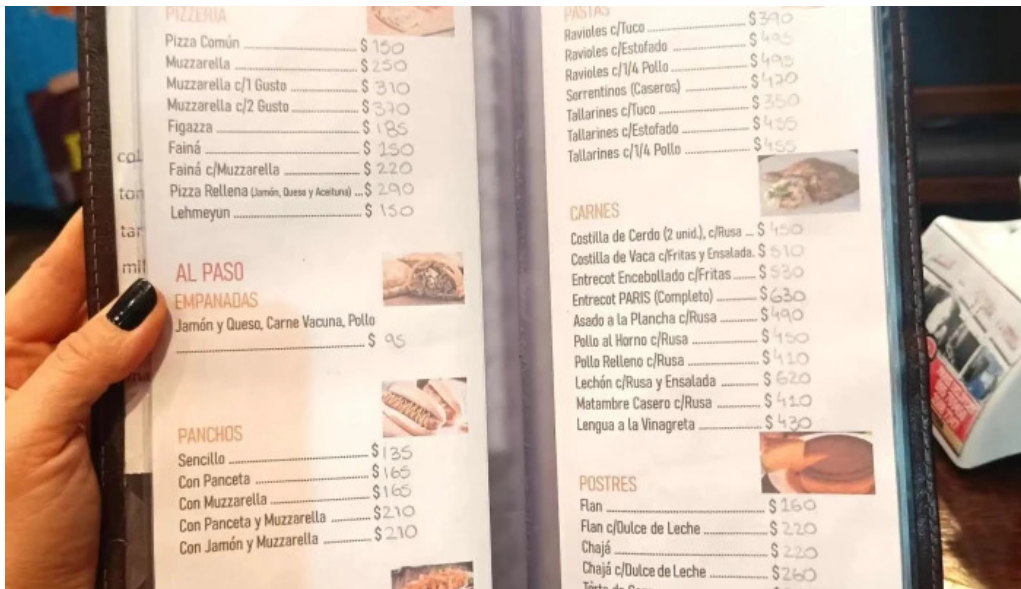 PIZZERIA
Pizza Común $ 150
Muzzarella $ 250
Muzzarella c/1 Gusto $ 310
Muzzarella c/2 Gusto $ 370
Figazza $ 185
Fainá $ 150
Fainá c/Muzzarella $ 220
Pizza Rellena (Jamón, Queso y Aceituna) ... $ 290
Lehmeyun $ 150
AL PASO
EMPANADAS
Jamón y Queso, Carne Vacuna, Pollo
$ 95
PANCHOS
Sencillo $ 135
Con Panceta $ 165
Con Muzzarella $ 165
Con Panceta y Muzzarella $ 210
Con Jamón y Muzzarella $ 210
PASTAS
Ravioles c/Tuco $ 390
Ravioles c/Estofado $ 495
Ravioles c/1/4 Pollo $ 495
Sorrentinos (Caseros) $ 470
Tallarines c/Tuco $ 350
Tallarines c/Estofado $ 455
Tallarines c/1/4 Pollo $ 455
CARNES
Costilla de Cerdo (2 unid.), c/Rusa ... $ 450
Costilla de Vaca c/Fritas y Ensalada. $ 510
Entrecot Encebollado c/Fritas $ 530
Entrecot PARIS (Completo) $ 630
Asado a la Plancha c/Rusa $ 490
Pollo al Horno c/Rusa $ 450
Pollo Relleno c/Rusa $ 410
Lechón c/Rusa y Ensalada $ 620
Matambre Casero c/Rusa $ 410
Lengua a la Vinagreta $ 430
POSTRES
Flan $ 160
Flan c/Dulce de Leche $ 220
Chajá $ 220
Chajá c/Dulce de Leche $ 260